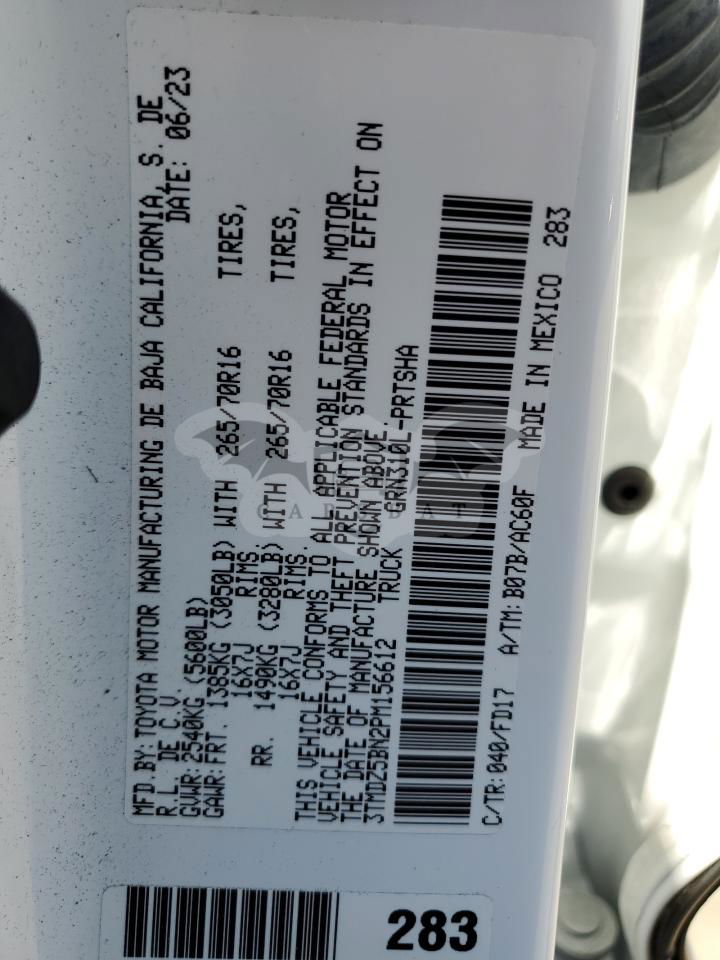 MFD.BY:TOYOTA MOTOR MANUFACTURING DE BAJA CALIFORNIA, S. DE
R.L. DE C.V. DATE: 06/23
GVWR:2540KG(5600LB)
GAWR:FRT. 1385KG(3050LB)WITH 265/70R16 TIRES,
16X7J RIMS
RR. 1490KG(3280LB)WITH 265/70R16 TIRES,
16X7J RIMS.
THIS VEHICLE CONFORMS TO ALL APPLICABLE FEDERAL MOTOR
VEHICLE SAFETY AND THEFT PREVENTION STANDARDS IN EFFECT ON
THE DATE OF MANUFACTURE SHOWN ABOVE.
3TMDZ5BN2PM156612 TRUCK GRN310L-PRTSHA
C/TR:040/FD17 A/TM:B07B/AC60F MADE IN MEXICO 283
283